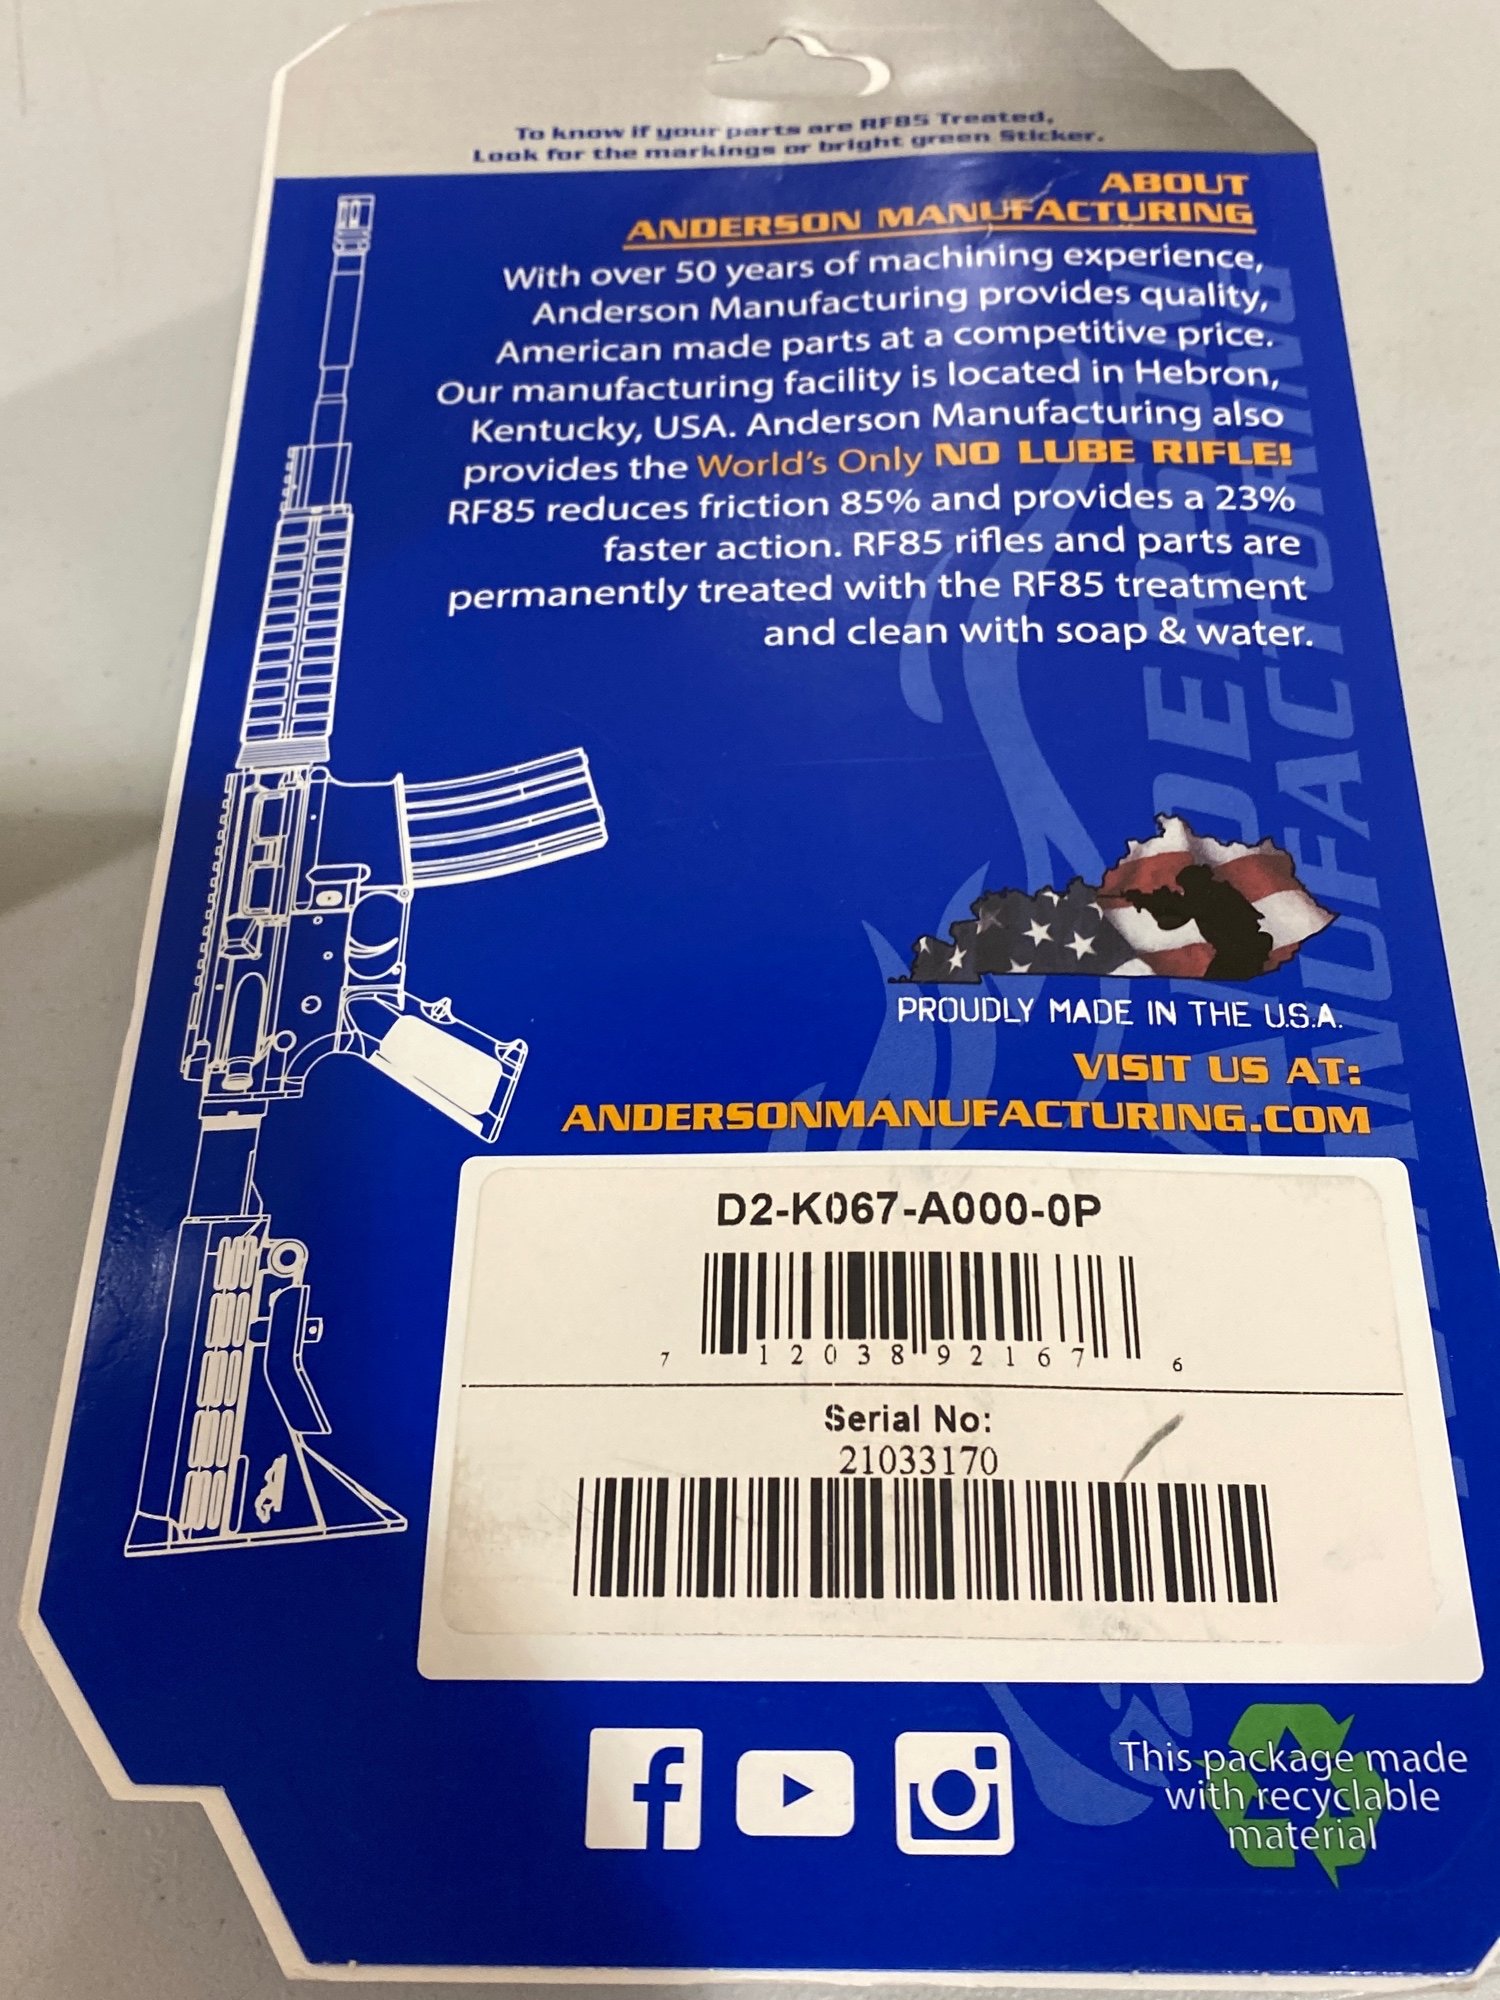 To know if your parts are RF85 Treated,
Look for the markings or bright green Sticker.
ABOUT
ANDERSON MANUFACTURING
With over 50 years of machining experience,
Anderson Manufacturing provides quality,
American made parts at a competitive price.
Our manufacturing facility is located in Hebron,
Kentucky, USA. Anderson Manufacturing also
provides the World's Only NO LUBE RIFLE!
RF85 reduces friction 85% and provides a 23%
faster action. RF85 rifles and parts are
permanently treated with the RF85 treatment
and clean with soap & water.
ANDERSON
MANUFACTURING
PROUDLY MADE IN THE U.S.A.
VISIT US AT:
ANDERSONMANUFACTURING.COM
D2-K067-A000-0P
7 12038 92167 6
Serial No:
21033170
This package made
with recyclable
material